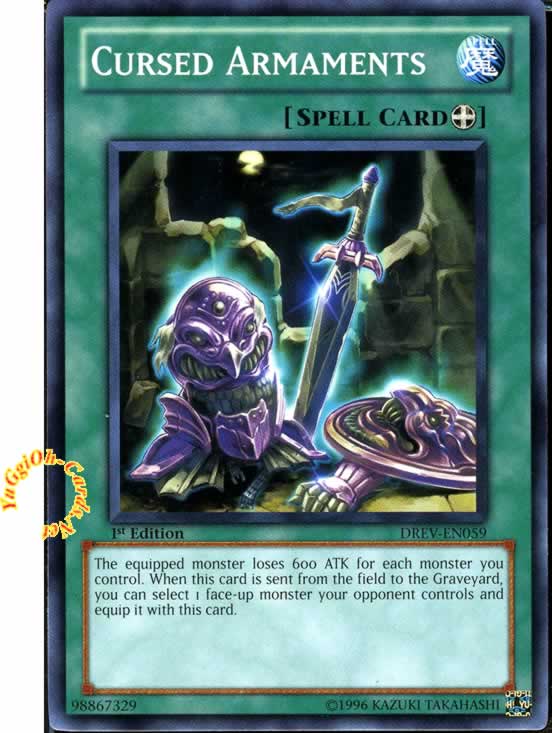 CURSED ARMAMENTS
魔
[SPELL CARD]
YuGgiOh-Cards.Net
1st Edition
DREV-EN059
The equipped monster loses 600 ATK for each monster you
control. When this card is sent from the field to the Graveyard,
you can select 1 face-up monster your opponent controls and
equip it with this card.
98867329
©1996 KAZUKI TAKAHASHI